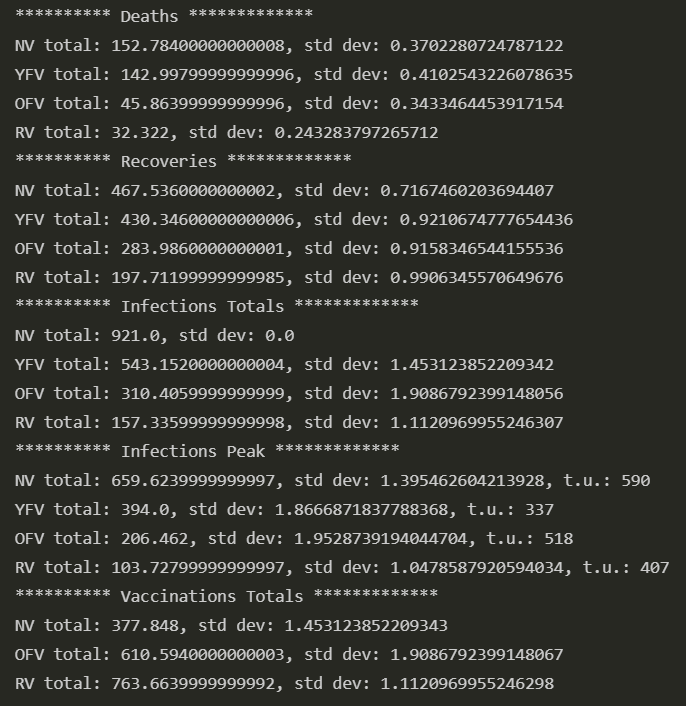 ********** Deaths *************
NV total: 152.78400000000008, std dev: 0.3702280724787122
YFV total: 142.99799999999996, std dev: 0.4102543226078635
OFV total: 45.86399999999996, std dev: 0.3433464453917154
RV total: 32.322, std dev: 0.243283797265712
********** Recoveries *************
NV total: 467.5360000000002, std dev: 0.7167460203694407
YFV total: 430.34600000000006, std dev: 0.9210674777654436
OFV total: 283.9860000000001, std dev: 0.9158346544155536
RV total: 197.71199999999985, std dev: 0.9906345570649676
********** Infections Totals *************
NV total: 921.0, std dev: 0.0
YFV total: 543.1520000000004, std dev: 1.453123852209342
OFV total: 310.4059999999999, std dev: 1.9086792399148056
RV total: 157.33599999999998, std dev: 1.1120969955246307
********** Infections Peak *************
NV total: 659.6239999999997, std dev: 1.395462604213928, t.u.: 590
YFV total: 394.0, std dev: 1.8666871837788368, t.u.: 337
OFV total: 206.462, std dev: 1.9528739194044704, t.u.: 518
RV total: 103.72799999999997, std dev: 1.0478587920594034, t.u.: 407
********** Vaccinations Totals *************
NV total: 377.848, std dev: 1.453123852209343
OFV total: 610.5940000000003, std dev: 1.9086792399148067
RV total: 763.6639999999992, std dev: 1.1120969955246298